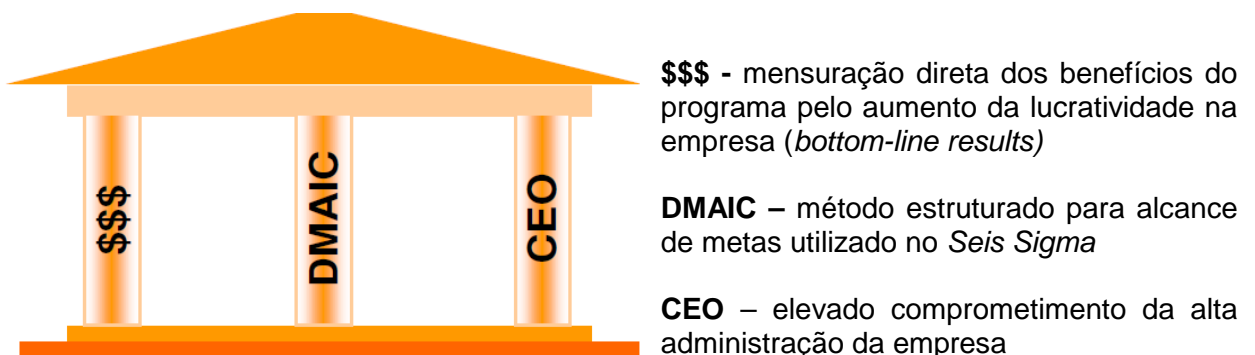 $$$
DMAIC
CEO
$$$ - mensuração direta dos benefícios do
programa pelo aumento da lucratividade na
empresa (bottom-line results)
DMAIC – método estruturado para alcance
de metas utilizado no Seis Sigma
CEO – elevado comprometimento da alta
administração da empresa